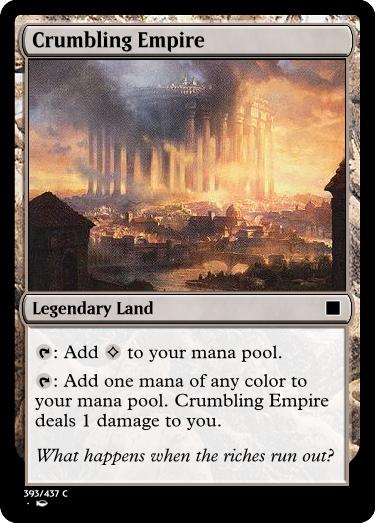 Crumbling Empire
Legendary Land
: Add to your mana pool.
: Add one mana of any color to
your mana pool. Crumbling Empire
deals 1 damage to you.
What happens when the riches run out?
393/437 C